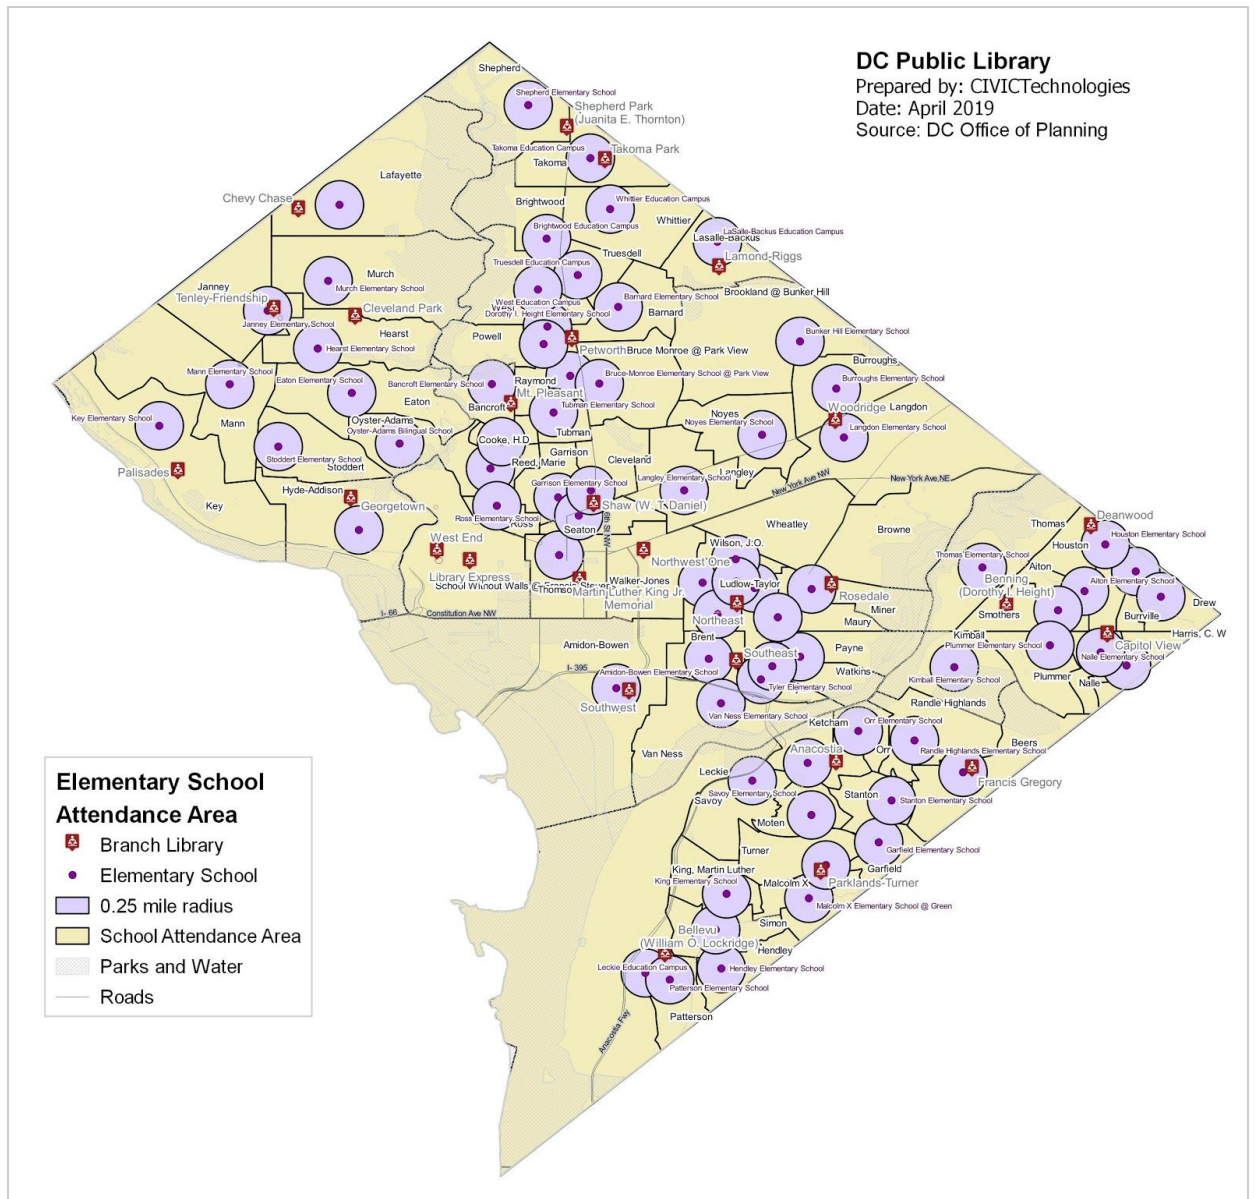 DC Public Library
Prepared by: CIVICTechnologies
Date: April 2019
Source: DC Office of Planning
Shepherd
Shepherd Elementary School
Shepherd Park
(Juanita E. Thornton)
Takoma Education Campus
Takoma Park
Takoma
Lafayette
Chevy Chase
Brightwood
Whittier Education Campus
Whittier
Brightwood Education Campus
LaSalle-Backus Education Campus
Lasalle-Backus
Lamond-Riggs
Truesdell
Truesdell Education Campus
Murch
Murch Elementary School
Janney
Tenley-Friendship
Cleveland Park
Janney Elementary School
Brookland @ Bunker Hill
Barnard Elementary School
Barnard
West Education Campus
Dorothy I. Height Elementary School
Hearst
Hearst Elementary School
Powell
Petworth
Bruce Monroe @ Park View
Bunker Hill Elementary School
Burroughs
Burroughs Elementary School
Mann Elementary School
Eaton Elementary School
Bancroft Elementary School
Raymond
Bruce-Monroe Elementary School @ Park View
Mt. Pleasant
Eaton
Bancroft
Tubman Elementary School
Woodridge
Langdon
Langdon Elementary School
Key Elementary School
Mann
Oyster-Adams
Oyster-Adams Bilingual School
Noyes
Noyes Elementary School
Tubman
Cooke, H.D
Garrison
Cleveland
Reed, Marie
Stoddert Elementary School
Stoddert
Palisades
Langley
Langley Elementary School
New York Ave NW
New York Ave,NE
Garrison Elementary School
Hyde-Addison
Georgetown
Key
Shaw (W. T. Daniel)
Ross Elementary School
Ross
Seaton
6th St NW
Wheatley
Browne
Thomas
Deanwood
Houston Elementary School
Houston
West End
Library Express
Wilson, J.O.
Northwest One
Thomas Elementary School
Aiton
Aiton Elementary School
Benning
(Dorothy I. Height)
School Without Walls @ Francis-Stevens
Thomson
Walker-Jones
Martin Luther King Jr.
Memorial
Ludlow-Taylor
Rosedale
Miner
Maury
Northeast
Smothers
Drew
Burrville
Harris, C. W
I- 66
Constitution Ave NW
Amidon-Bowen
I- 395
Amidon-Bowen Elementary School
Southwest
Brent
Southeast
Payne
Watkins
Tyler Elementary School
Van Ness Elementary School
Kimball
Plummer Elementary School
Kimball Elementary School
Capitol View
Nalle Elementary School
Plummer
Nalle
Randle Highlands
Ketcham
Orr Elementary School
Orr
Beers
Randle Highlands Elementary School
Van Ness
Anacostia
Francis Gregory
Leckie
Savoy Elementary School
Savoy
Stanton
Stanton Elementary School
Moten
Turner
Garfield Elementary School
Garfield
King, Martin Luther
King Elementary School
Malcolm X
Parklands-Turner
Malcolm X Elementary School @ Green
Simon
Bellevu
(William O. Lockridge)
Hendley
Leckie Education Campus
Hendley Elementary School
Patterson Elementary School
Patterson
Anacostia Fwy
Elementary School
Attendance Area
Branch Library
Elementary School
0.25 mile radius
School Attendance Area
Parks and Water
Roads